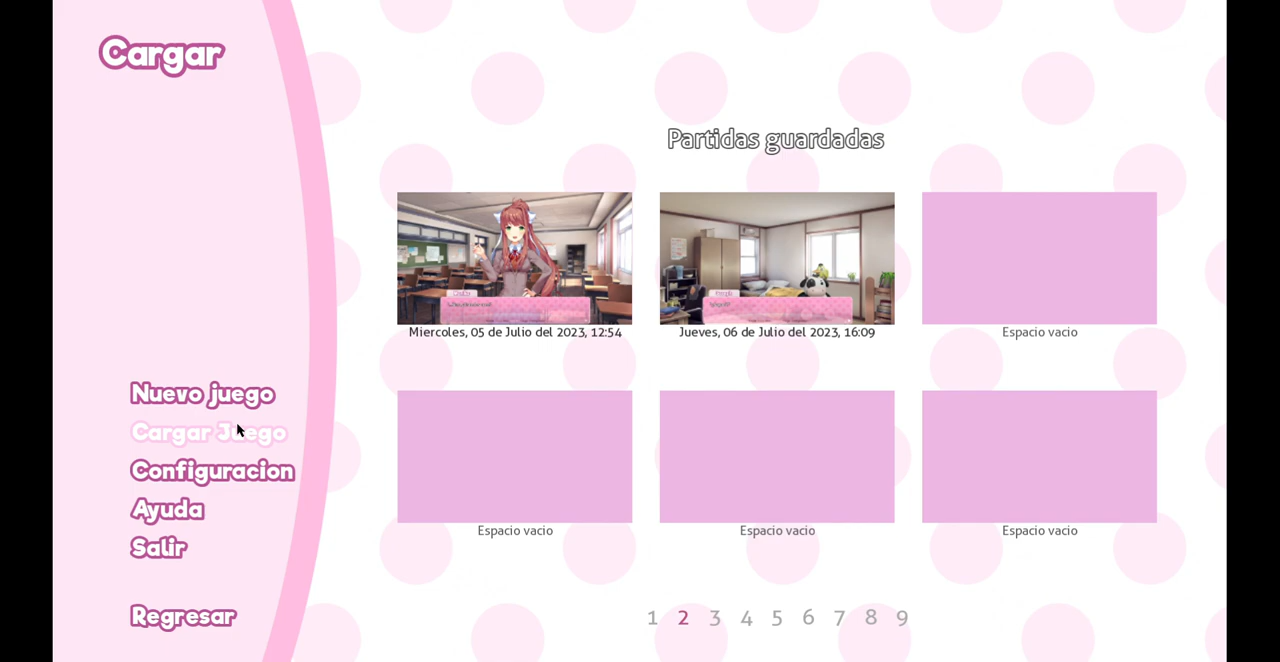 Cargar
Partidas guardadas
Miercoles, 05 de Julio del 2023, 12:54
Jueves, 06 de Julio del 2023, 16:09
Espacio vacio
Espacio vacio
Espacio vacio
Espacio vacio
Nuevo juego
Cargar Juego
Configuracion
Ayuda
Salir
Regresar
1 2 3 4 5 6 7 8 9